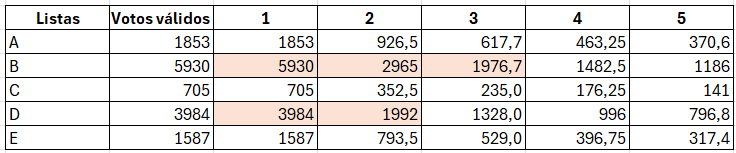 Listas Votos válidos 1 2 3 4 5
A 1853 1853 926,5 617,7 463,25 370,6
B 5930 5930 2965 1976,7 1482,5 1186
C 705 705 352,5 235,0 176,25 141
D 3984 3984 1992 1328,0 996 796,8
E 1587 1587 793,5 529,0 396,75 317,4